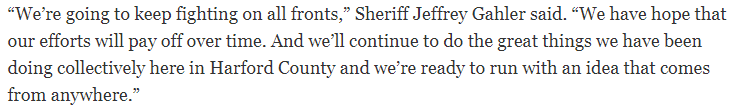 “We’re going to keep fighting on all fronts,” Sheriff Jeffrey Gahler said. “We have hope that
our efforts will pay off over time. And we’ll continue to do the great things we have been
doing collectively here in Harford County and we’re ready to run with an idea that comes
from anywhere.”